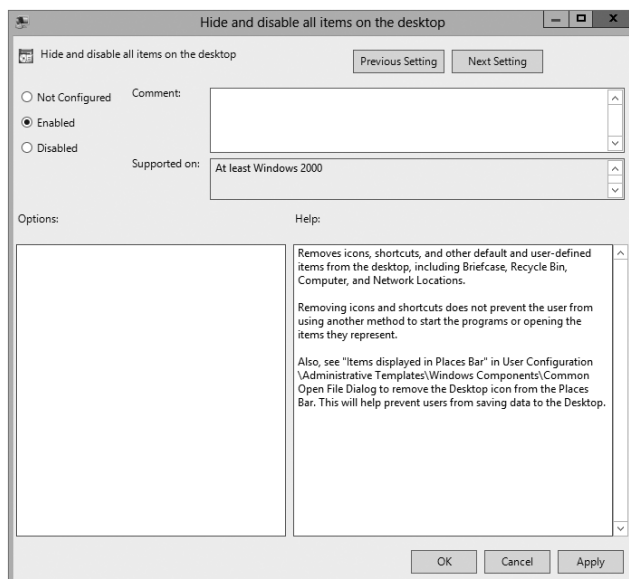 Hide and disable all items on the desktop
Hide and disable all items on the desktop
Previous Setting
Next Setting
Not Configured
Comment:
Enabled
Disabled
Supported on:
At least Windows 2000
Options:
Help:
Removes icons, shortcuts, and other default and user-defined
items from the desktop, including Briefcase, Recycle Bin,
Computer, and Network Locations.
Removing icons and shortcuts does not prevent the user from
using another method to start the programs or opening the
items they represent.
Also, see "Items displayed in Places Bar" in User Configuration
\Administrative Templates\Windows Components\Common
Open File Dialog to remove the Desktop icon from the Places
Bar. This will help prevent users from saving data to the Desktop.
OK
Cancel
Apply